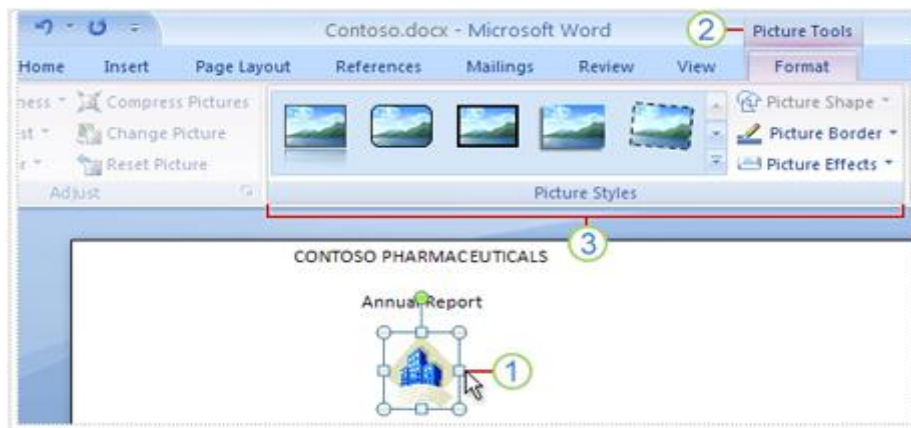 Contoso.docx - Microsoft Word 2 Picture Tools
Home Insert Page Layout References Mailings Review View Format
Compress Pictures Picture Shape
Change Picture Picture Border
Reset Picture Picture Effects
Adjust Picture Styles
3
CONTOSO PHARMACEUTICALS
Annual Report
1